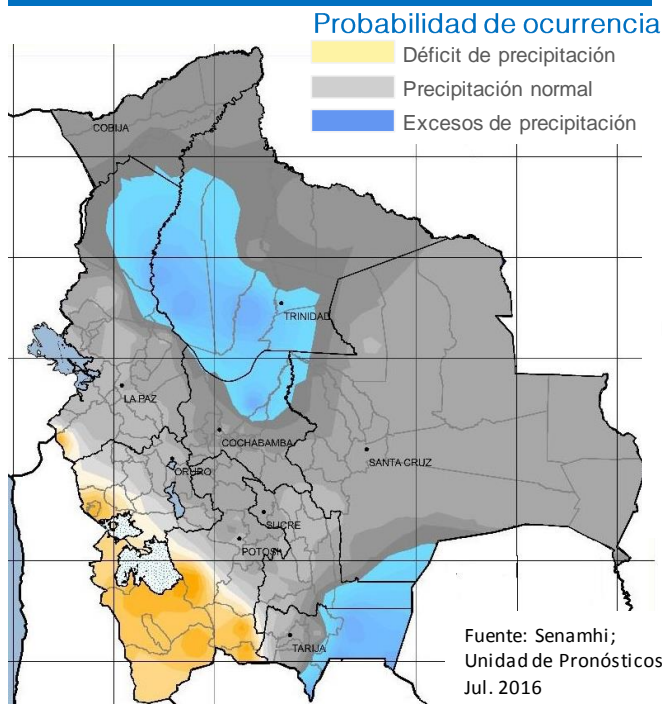 Probabilidad de ocurrencia
Déficit de precipitación
Precipitación normal
Excesos de precipitación
COBIJA
TRINIDAD
LA PAZ
COCHABAMBA
ORURO
SANTA CRUZ
SUCRE
POTOSI
TARIJA
Fuente: Senamhi;
Unidad de Pronósticos
Jul. 2016